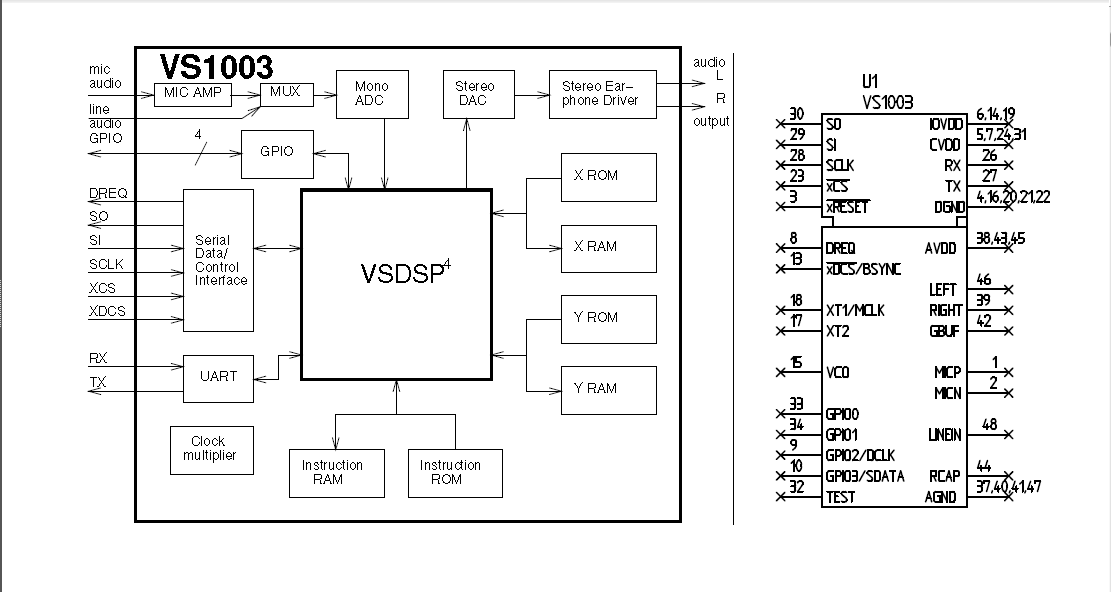 VS1003
mic
audio
line
audio
GPIO
MIC AMP
MUX
Mono
ADC
Stereo
DAC
Stereo Ear-
phone Driver
audio
L
R
output
4
GPIO
DREQ
SO
SI
SCLK
XCS
XDCS
Serial
Data/
Control
Interface
VSDSP4
X ROM
X RAM
Y ROM
Y RAM
RX
TX
UART
Clock
multiplier
Instruction
RAM
Instruction
ROM
U1
VS1003
30 SO IOVDD 6,14,19
29 SI CVDD 5,7,24,31
28 SCLK RX 26
23 xCS TX 27
3 xRESET DGND 4,16,20,21,22
8 DREQ AVDD 38,43,45
13 xDCS/BSYNC
LEFT 46
18 XT1/MCLK RIGHT 39
17 XT2 GBUF 42
15 VCO MICP 1
MICN 2
33 GPIO0
34 GPIO1 LINEIN 48
9 GPIO2/DCLK
10 GPIO3/SDATA RCAP 44
32 TEST AGND 37,40,41,47